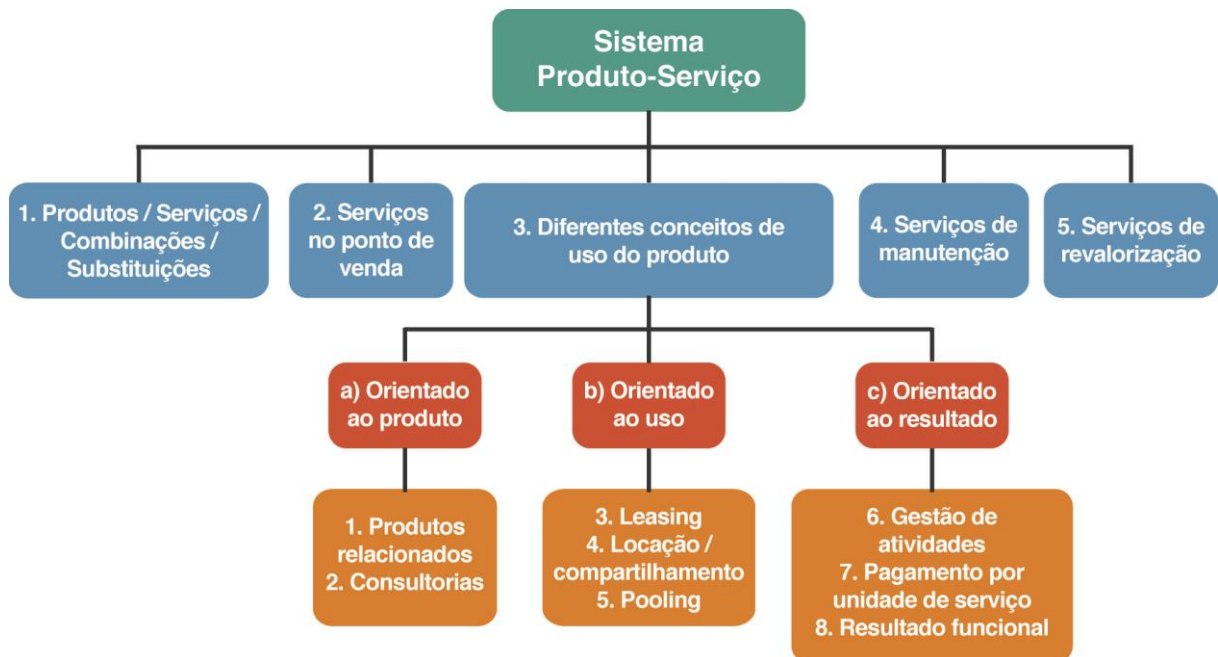 Sistema
Produto-Serviço
1. Produtos / Serviços /
Combinações /
Substituições
2. Serviços
no ponto de
venda
3. Diferentes conceitos de
uso do produto
4. Serviços de
manutenção
5. Serviços de
revalorização
a) Orientado
ao produto
b) Orientado
ao uso
c) Orientado
ao resultado
1. Produtos
relacionados
2. Consultorias
3. Leasing
4. Locação /
compartilhamento
5. Pooling
6. Gestão de
atividades
7. Pagamento por
unidade de serviço
8. Resultado funcional